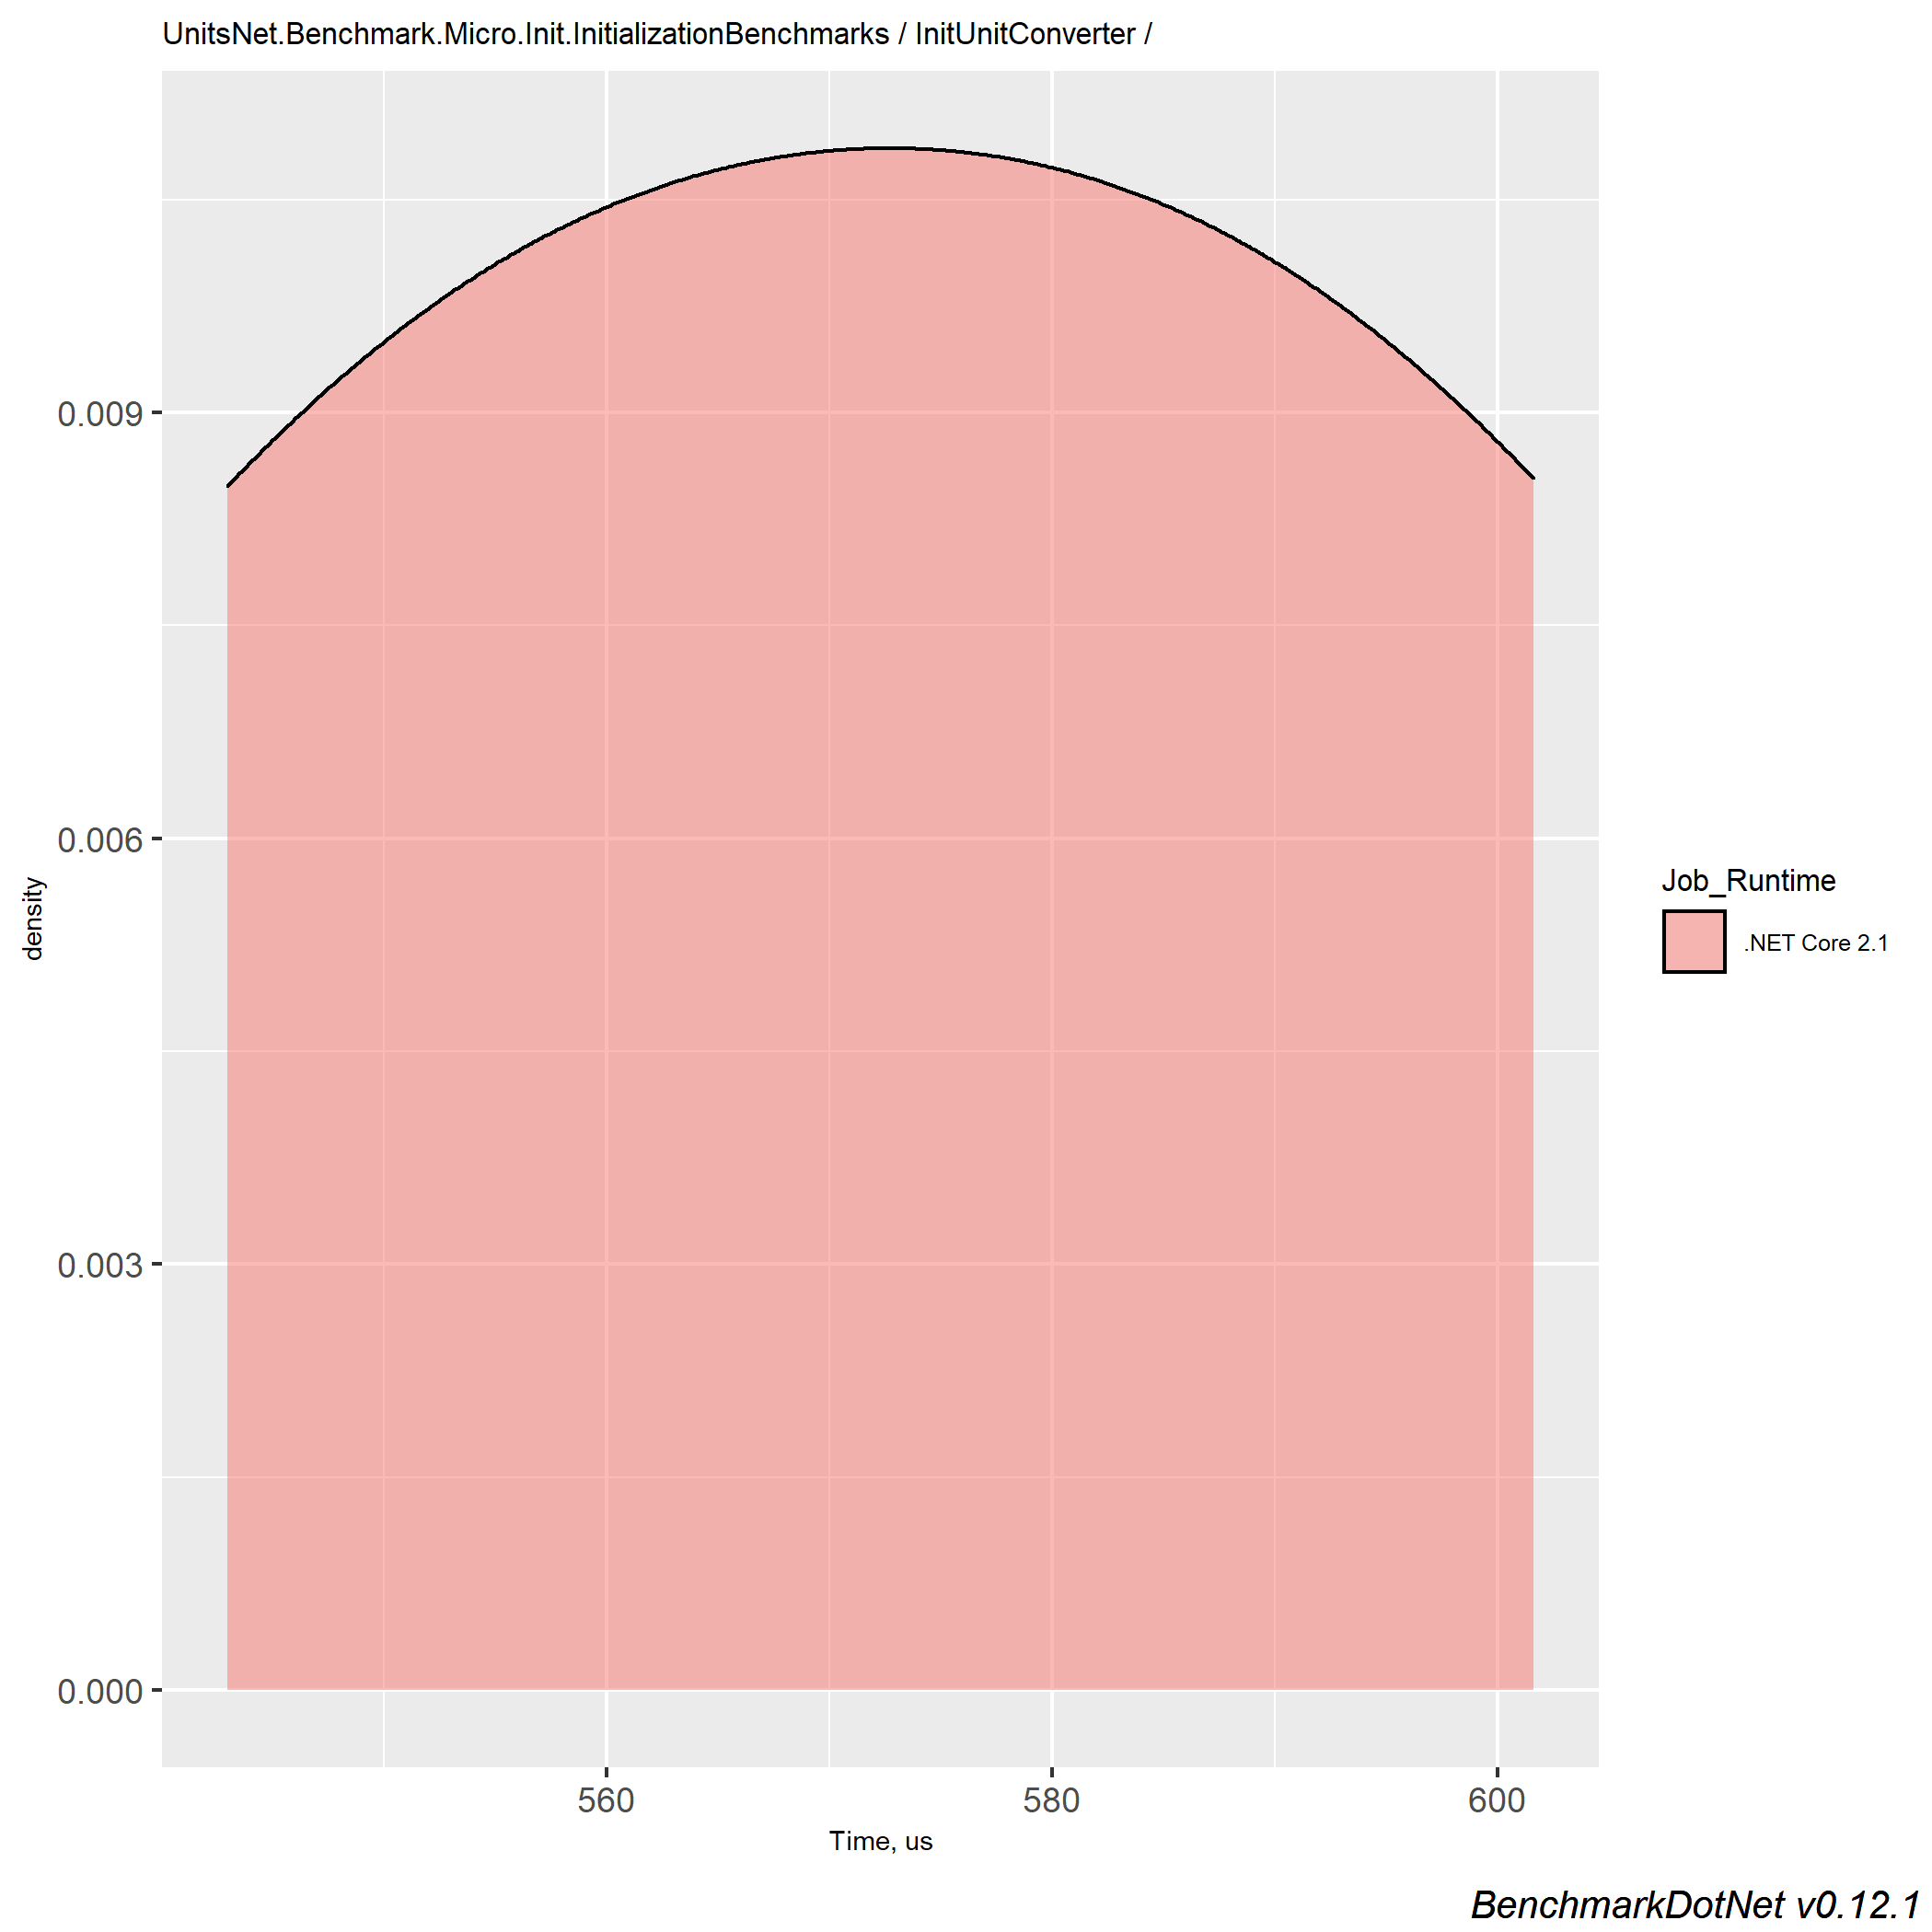 UnitsNet.Benchmark.Micro.Init.InitializationBenchmarks / InitUnitConverter /
0.009
0.006
0.003
0.000
density
560 580 600
Time, us
Job_Runtime
.NET Core 2.1
BenchmarkDotNet v0.12.1